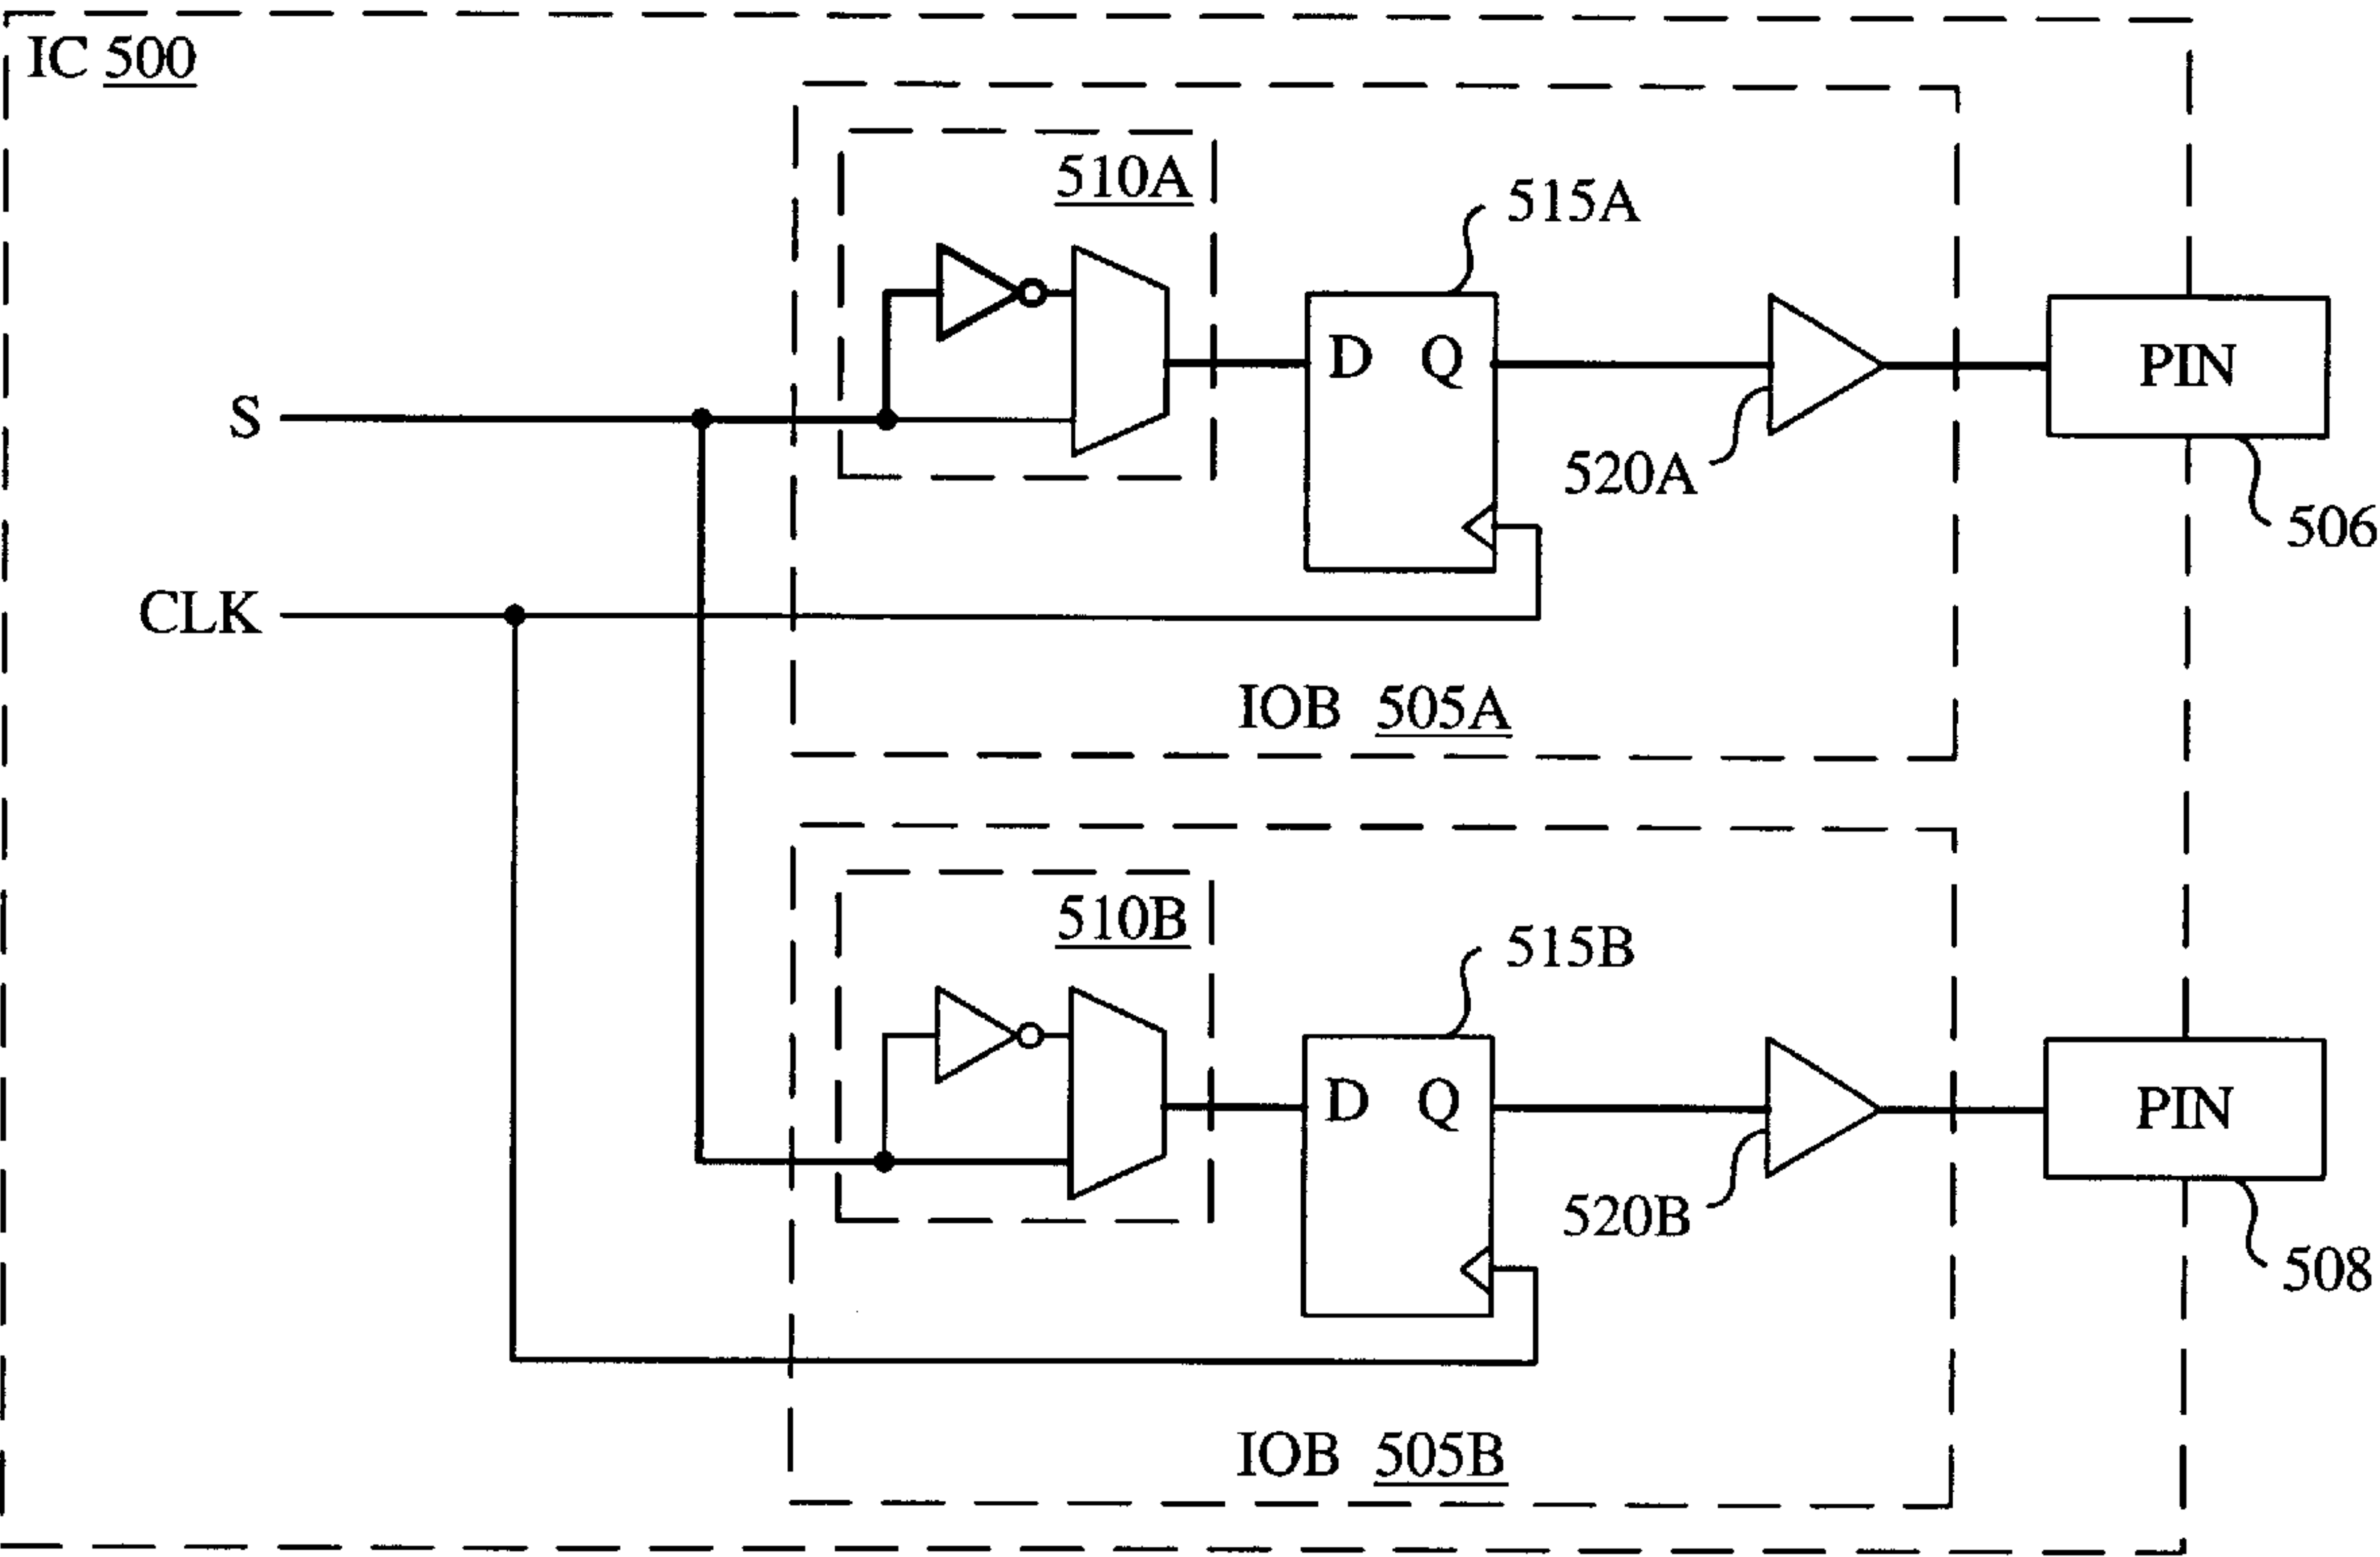 IC 500
510A
515A
D Q
PIN
S
520A
506
CLK
IOB 505A
510B
515B
D Q
PIN
520B
508
IOB 505B